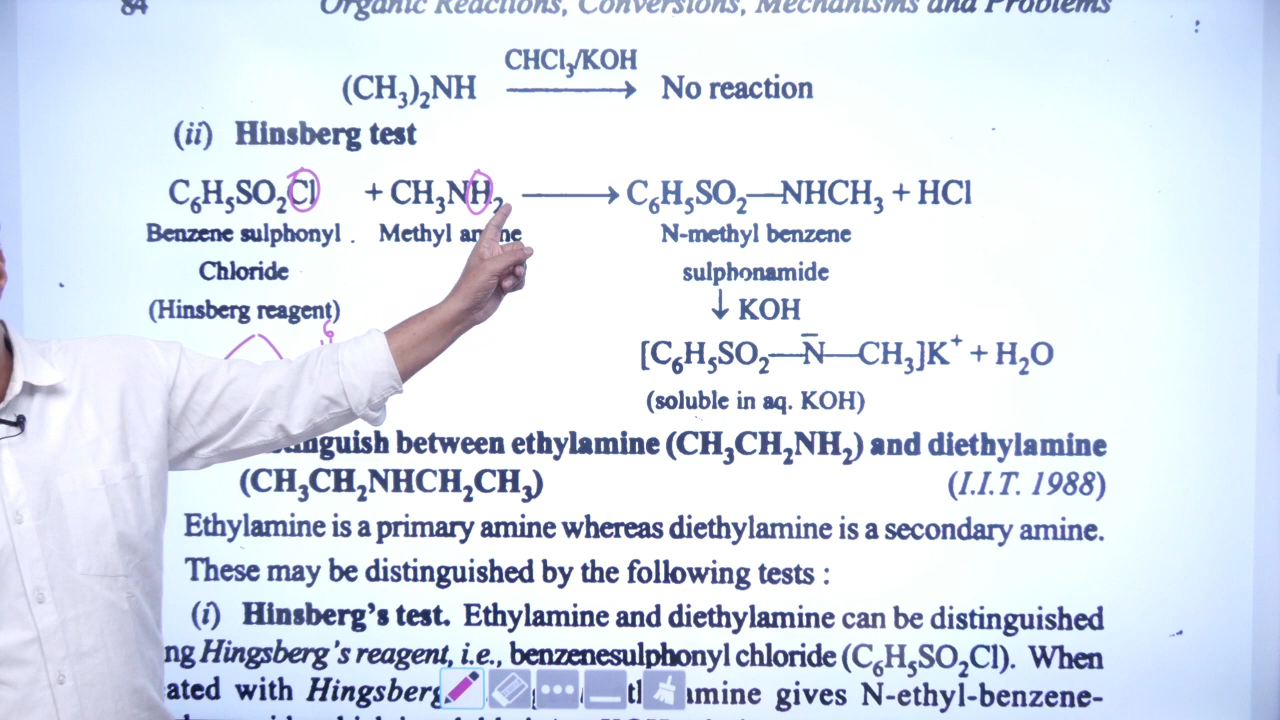 84 Organic Reactions, Conversions, Mechanisms and Problems
CHCl₃/KOH
(CH₃)₂NH ⟶ No reaction
(ii) Hinsberg test
C₆H₅SO₂Cl + CH₃NH₂ ⟶ C₆H₅SO₂—NHCH₃ + HCl
Benzene sulphonyl Methyl N-methyl benzene
Chloride sulphonamide
(Hinsberg reagent) ↓ KOH
[C₆H₅SO₂—N̄—CH₃]K⁺ + H₂O
(soluble in aq. KOH)
between ethylamine (CH₃CH₂NH₂) and diethylamine
(CH₃CH₂NHCH₂CH₃) (I.I.T. 1988)
Ethylamine is a primary amine whereas diethylamine is a secondary amine.
These may be distinguished by the following tests :
(i) Hinsberg's test. Ethylamine and diethylamine can be distinguished
ng Hingsberg's reagent, i.e., benzenesulphonyl chloride (C₆H₅SO₂Cl). When
ated with Hingsberg amine gives N-ethyl-benzene-